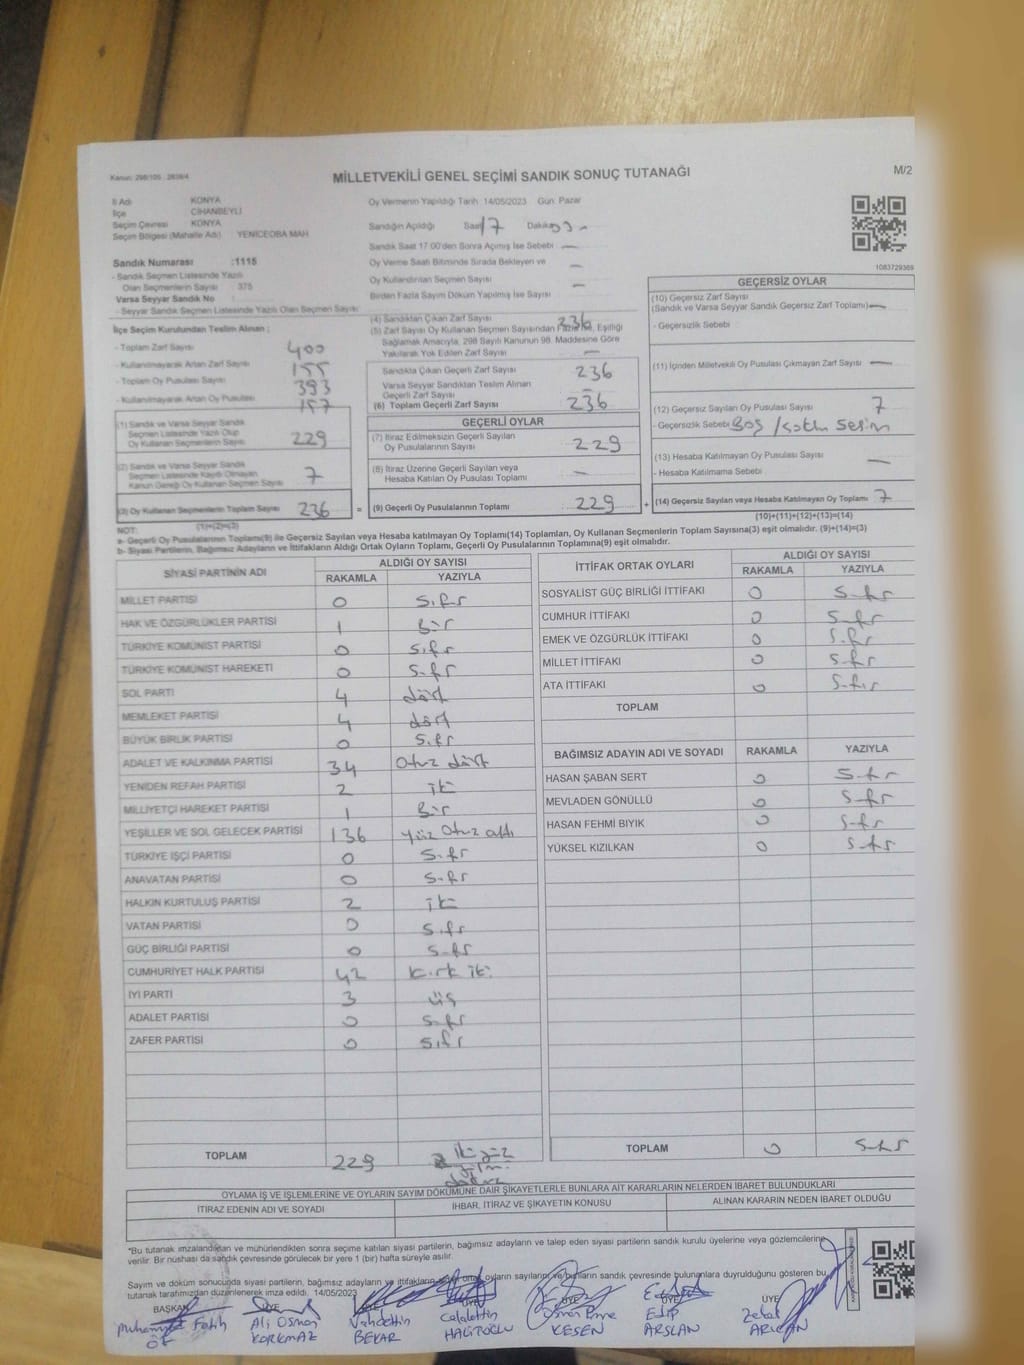 Kanun: 298/105 , 2839/4
MİLLETVEKİLİ GENEL SEÇİMİ SANDIK SONUÇ TUTANAĞI
M/2
İl Adı KONYA
İlçe CİHANBEYLİ
Seçim Çevresi KONYA
Seçim Bölgesi (Mahalle Adı) YENİCEOBA MAH
Sandık Numarası :1115
- Sandık Seçmen Listesinde Yazılı
Olan Seçmenlerin Sayısı 375
Varsa Seyyar Sandık No
- Seyyar Sandık Seçmen Listesinde Yazılı Olan Seçmen Sayısı
İlçe Seçim Kurulundan Teslim Alınan ;
- Toplam Zarf Sayısı 400
- Kullanılmayarak Artan Zarf Sayısı 155
- Toplam Oy Pusulası Sayısı 393
- Kullanılmayarak Artan Oy Pusulası 157
(1) Sandık ve Varsa Seyyar Sandık
Seçmen Listesinde Yazılı Olup
Oy Kullanan Seçmenlerin Sayısı 229
(2) Sandık ve Varsa Seyyar Sandık
Seçmen Listesinde Kaydı Olmayan
Kanun Gereği Oy Kullanan Seçmen Sayısı 7
(3) Oy Kullanan Seçmenlerin Toplam Sayısı 236
(1)+(2)=(3)
Oy Vermenin Yapıldığı Tarih 14/05/2023 Gün: Pazar
Sandığın Açıldığı Saat 17 Dakika
Sandık Saat 17:00'den Sonra Açılmış İse Sebebi —
Oy Verme Saati Bitiminde Sırada Bekleyen ve
Oy Kullandırılan Seçmen Sayısı —
Birden Fazla Sayım Döküm Yapılmış İse Sayısı —
(4) Sandıktan Çıkan Zarf Sayısı 236
(5) Zarf Sayısı Oy Kullanan Seçmen Sayısından Fazla İse, Eşitliği
Sağlamak Amacıyla, 298 Sayılı Kanunun 98. Maddesine Göre
Yakılarak Yok Edilen Zarf Sayısı —
Sandıkta Çıkan Geçerli Zarf Sayısı 236
Varsa Seyyar Sandıktan Teslim Alınan
Geçerli Zarf Sayısı —
(6) Toplam Geçerli Zarf Sayısı 236
GEÇERLİ OYLAR
(7) İtiraz Edilmeksizin Geçerli Sayılan
Oy Pusulalarının Sayısı 229
(8) İtiraz Üzerine Geçerli Sayılan veya
Hesaba Katılan Oy Pusulası Toplamı —
= (9) Geçerli Oy Pusulalarının Toplamı 229 +
1083729369
GEÇERSİZ OYLAR
(10) Geçersiz Zarf Sayısı
(Sandık ve Varsa Seyyar Sandık Geçersiz Zarf Toplamı) —
- Geçersizlik Sebebi
(11) İçinden Milletvekili Oy Pusulası Çıkmayan Zarf Sayısı —
(12) Geçersiz Sayılan Oy Pusulası Sayısı 7
- Geçersizlik Sebebi Boş
(13) Hesaba Katılmayan Oy Pusulası Sayısı —
- Hesaba Katılmama Sebebi
(14) Geçersiz Sayılan veya Hesaba Katılmayan Oy Toplamı 7
(10)+(11)+(12)+(13)=(14)
NOT:
a- Geçerli Oy Pusulalarının Toplamı(9) ile Geçersiz Sayılan veya Hesaba katılmayan Oy Toplamı(14) Toplamları, Oy Kullanan Seçmenlerin Toplam Sayısına(3) eşit olmalıdır. (9)+(14)=(3)
b- Siyasi Partilerin, Bağımsız Adayların ve İttifakların Aldığı Ortak Oyların Toplamı, Geçerli Oy Pusulalarının Toplamına(9) eşit olmalıdır.
SİYASİ PARTİNİN ADI ALDIĞI OY SAYISI
RAKAMLA YAZIYLA
MİLLET PARTİSİ 0 Sıfır
HAK VE ÖZGÜRLÜKLER PARTİSİ 1 Bir
TÜRKİYE KOMÜNİST PARTİSİ 0 Sıfır
TÜRKİYE KOMÜNİST HAREKETİ 0 Sıfır
SOL PARTİ 4 dört
MEMLEKET PARTİSİ 4 dört
BÜYÜK BİRLİK PARTİSİ 0 Sıfır
ADALET VE KALKINMA PARTİSİ 34 Otuz dört
YENİDEN REFAH PARTİSİ 2 iki
MİLLİYETÇİ HAREKET PARTİSİ 1 Bir
YEŞİLLER VE SOL GELECEK PARTİSİ 136 yüz Otuz altı
TÜRKİYE İŞÇİ PARTİSİ 0 Sıfır
ANAVATAN PARTİSİ 0 Sıfır
HALKIN KURTULUŞ PARTİSİ 2 iki
VATAN PARTİSİ 0 Sıfır
GÜÇ BİRLİĞİ PARTİSİ 0 Sıfır
CUMHURİYET HALK PARTİSİ 42 kırk iki
İYİ PARTİ 3 üç
ADALET PARTİSİ 0 Sıfır
ZAFER PARTİSİ 0 Sıfır
TOPLAM 229 iki yüz
yirmi
dokuz
İTTİFAK ORTAK OYLARI ALDIĞI OY SAYISI
RAKAMLA YAZIYLA
SOSYALİST GÜÇ BİRLİĞİ İTTİFAKI 0 Sıfır
CUMHUR İTTİFAKI 0 Sıfır
EMEK VE ÖZGÜRLÜK İTTİFAKI 0 Sıfır
MİLLET İTTİFAKI 0 Sıfır
ATA İTTİFAKI 0 Sıfır
TOPLAM
BAĞIMSIZ ADAYIN ADI VE SOYADI RAKAMLA YAZIYLA
HASAN ŞABAN SERT 0 Sıfır
MEVLADEN GÖNÜLLÜ 0 Sıfır
HASAN FEHMİ BIYIK 0 Sıfır
YÜKSEL KIZILKAN 0 Sıfır
TOPLAM 0 Sıfır
OYLAMA İŞ VE İŞLEMLERİNE VE OYLARIN SAYIM DÖKÜMÜNE DAİR ŞİKAYETLERLE BUNLARA AİT KARARLARIN NELERDEN İBARET BULUNDUKLARI
İTİRAZ EDENİN ADI VE SOYADI İHBAR, İTİRAZ VE ŞİKAYETİN KONUSU ALINAN KARARIN NEDEN İBARET OLDUĞU
*Bu tutanak imzalandıktan ve mühürlendikten sonra seçime katılan siyasi partilerin, bağımsız adayların ve talep eden siyasi partilerin sandık kurulu üyelerine veya gözlemcilerine
verilir. Bir nüshası da sandık çevresinde görülecek bir yere 1 (bir) hafta süreyle asılır.
Sayım ve döküm sonucunda siyasi partilerin, bağımsız adayların ve ittifakların ortak oyların sayılarını ve bunların sandık çevresinde bulunanlara duyrulduğunu gösteren bu
tutanak tarafımızdan düzenlenerek imza edildi. 14/05/2023
BAŞKAN ÜYE ÜYE ÜYE ÜYE ÜYE ÜYE
Muhammed Fatih Ali Osman Vahdettin Celalettin Osman Emre Edip Zelal
KORKMAZ BEKAR HALİTOĞLU KESEN ARSLAN ARICAN